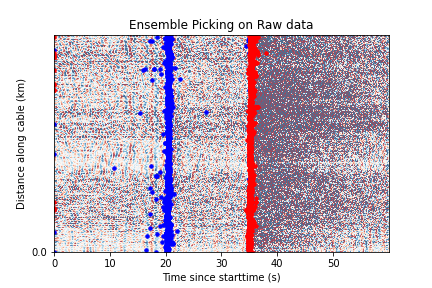 Ensemble Picking on Raw data
Distance along cable (km)
0.0
0 10 20 30 40 50
Time since starttime (s)